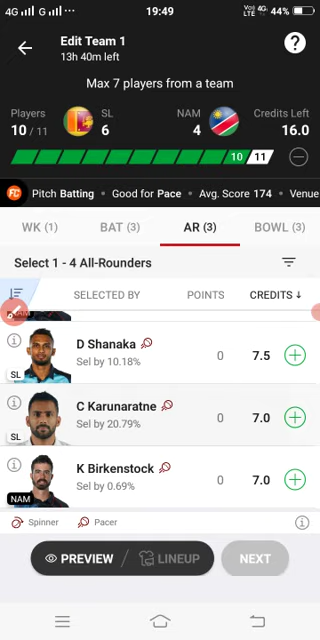 4G G 19:49 Vo) LTE 4G 44%
Edit Team 1
13h 40m left
?
Max 7 players from a team
Players SL NAM Credits Left
10 / 11 6 4 16.0
10 11
FC Pitch Batting • Good for Pace • Avg. Score 174 • Venue
WK (1) BAT (3) AR (3) BOWL (3)
Select 1 - 4 All-Rounders
SELECTED BY POINTS CREDITS ↓
NAM
D Shanaka
Sel by 10.18% 0 7.5
SL
C Karunaratne
Sel by 20.79% 0 7.0
SL
K Birkenstock
Sel by 0.69% 0 7.0
NAM
Spinner Pacer
PREVIEW / LINEUP NEXT